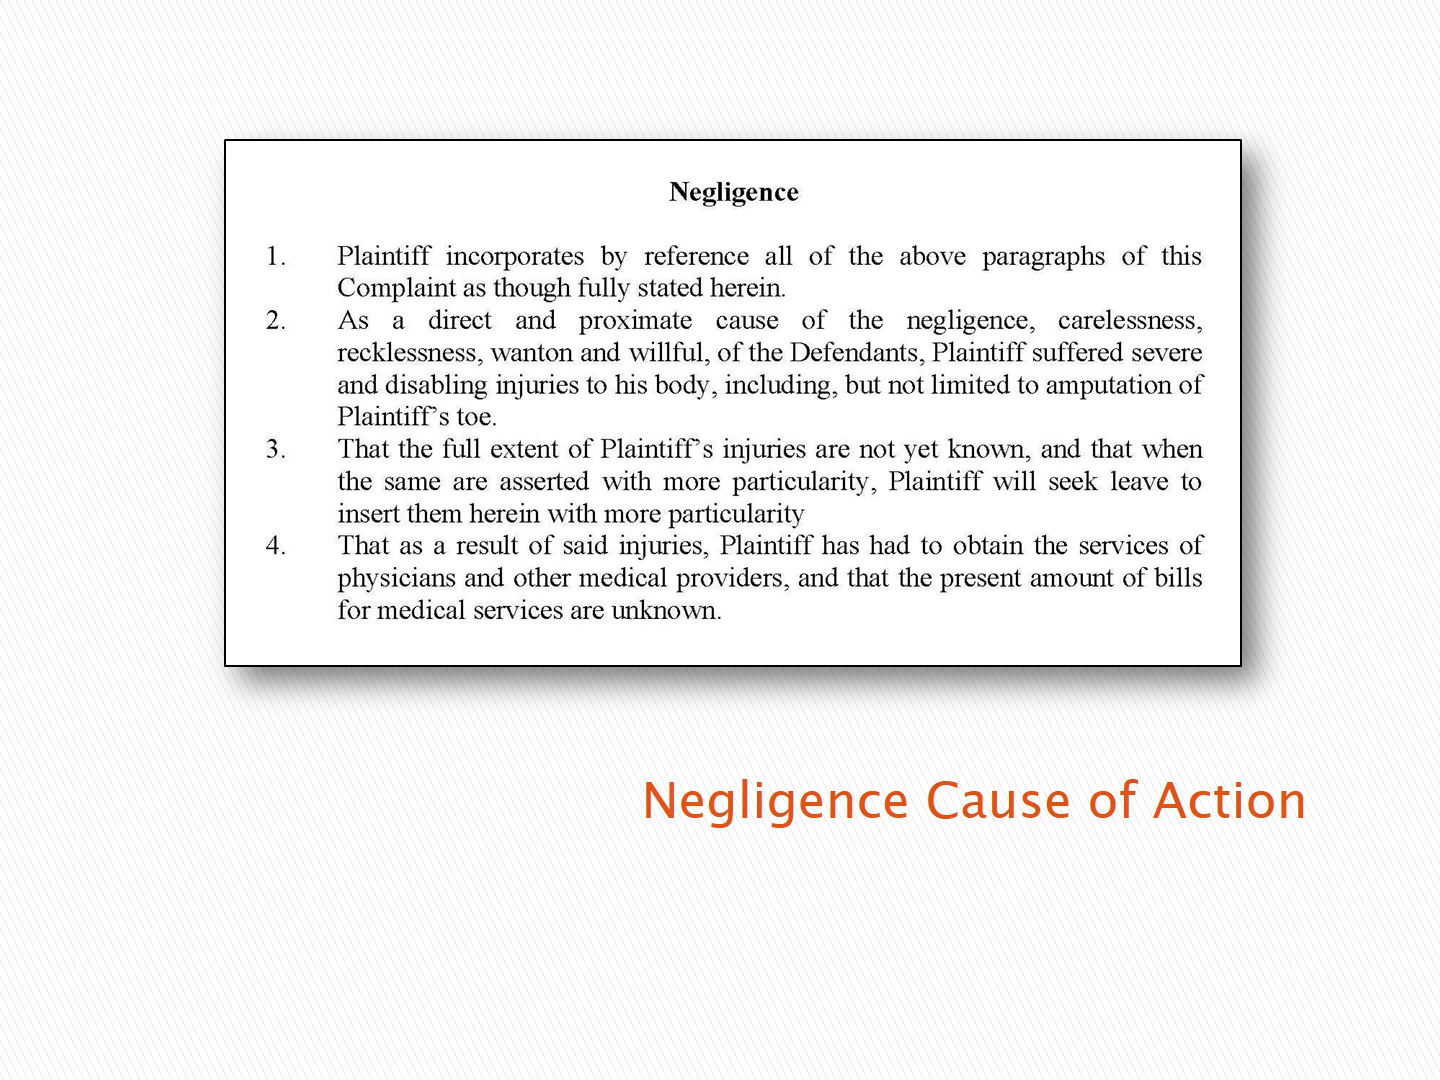 Negligence
1. Plaintiff incorporates by reference all of the above paragraphs of this
Complaint as though fully stated herein.
2. As a direct and proximate cause of the negligence, carelessness,
recklessness, wanton and willful, of the Defendants, Plaintiff suffered severe
and disabling injuries to his body, including, but not limited to amputation of
Plaintiff’s toe.
3. That the full extent of Plaintiff’s injuries are not yet known, and that when
the same are asserted with more particularity, Plaintiff will seek leave to
insert them herein with more particularity
4. That as a result of said injuries, Plaintiff has had to obtain the services of
physicians and other medical providers, and that the present amount of bills
for medical services are unknown.
Negligence Cause of Action